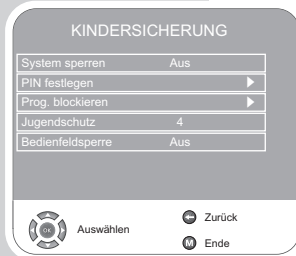 KINDERSICHERUNG
System sperren Aus
PIN festlegen
Prog. blockieren
Jugendschutz 4
Bedienfeldsperre Aus
OK Auswählen
Zurück
M Ende